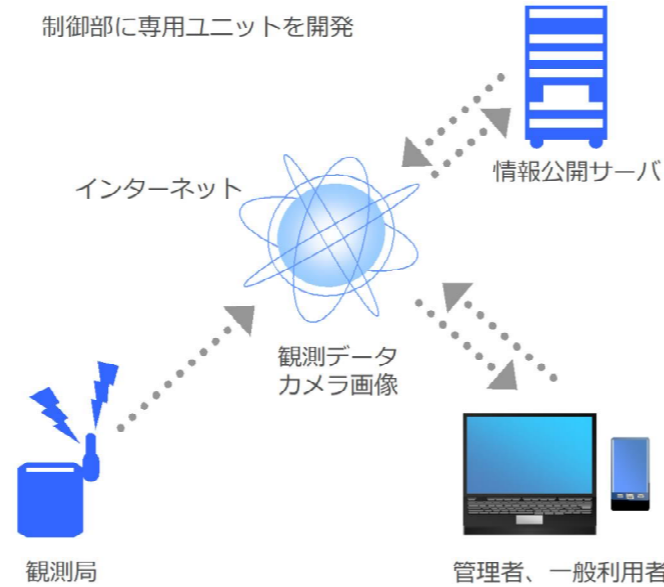 制御部に専用ユニットを開発
情報公開サーバ
インターネット
観測データ
カメラ画像
観測局
管理者、一般利用者